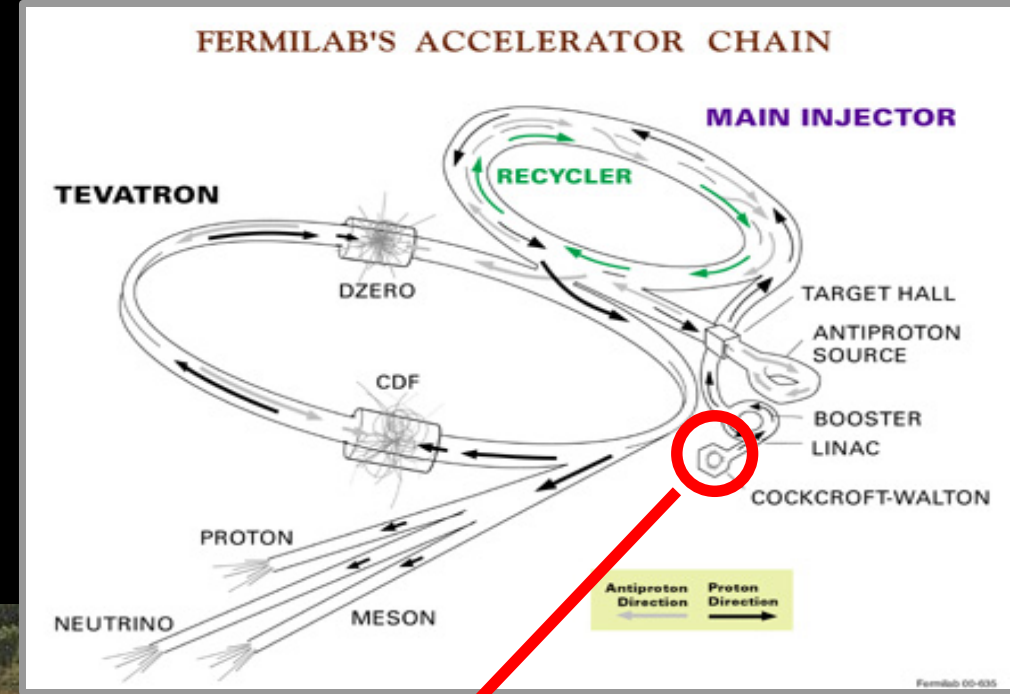 FERMILAB'S ACCELERATOR CHAIN
MAIN INJECTOR
RECYCLER
TEVATRON
DZERO
TARGET HALL
ANTIPROTON
SOURCE
CDF
BOOSTER
LINAC
COCKCROFT-WALTON
PROTON
NEUTRINO
MESON
Antiproton Direction
Proton Direction
Fermilab 00-635